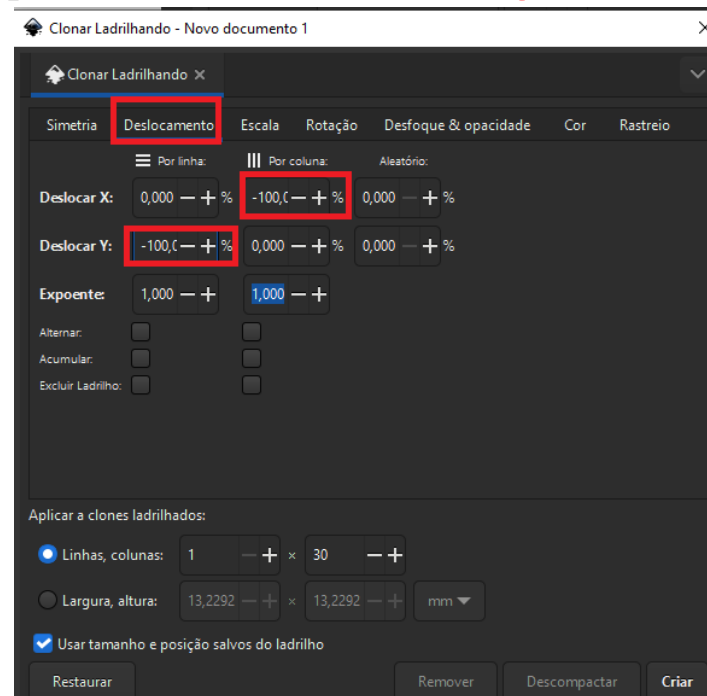 Clonar Ladrilhando - Novo documento 1
Clonar Ladrilhando
Simetria Deslocamento Escala Rotação Desfoque & opacidade Cor Rastreio
Por linha: Por coluna: Aleatório:
Deslocar X: 0,000 − + % -100,( − + % 0,000 − + %
Deslocar Y: -100,( − + % 0,000 − + % 0,000 − + %
Expoente: 1,000 − + 1,000 − +
Alternar:
Acumular:
Excluir Ladrilho:
Aplicar a clones ladrilhados:
Linhas, colunas: 1 − + × 30 − +
Largura, altura: 13,2292 − + × 13,2292 − + mm
Usar tamanho e posição salvos do ladrilho
Restaurar Remover Descompactar Criar